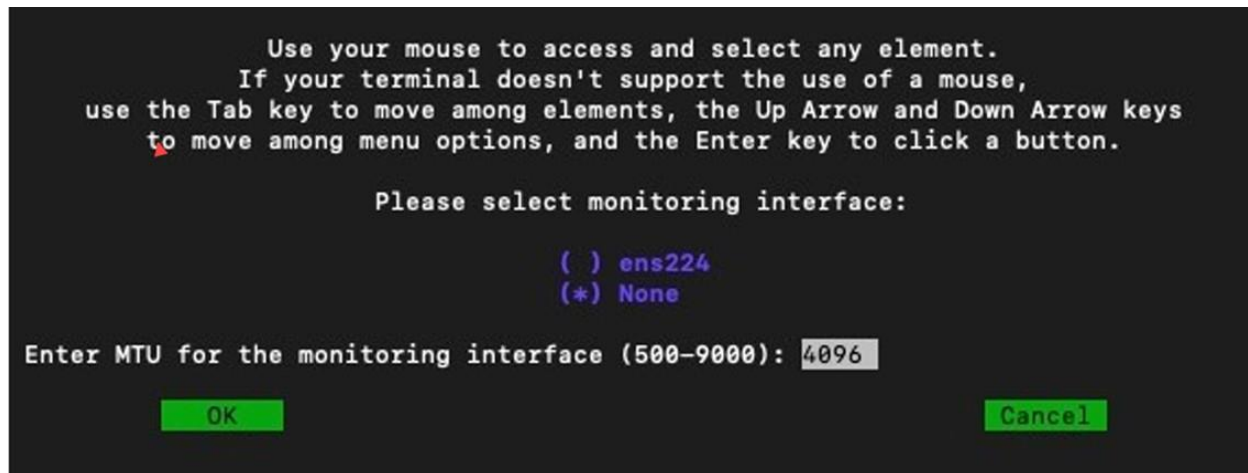 Use your mouse to access and select any element.
If your terminal doesn't support the use of a mouse,
use the Tab key to move among elements, the Up Arrow and Down Arrow keys
to move among menu options, and the Enter key to click a button.
Please select monitoring interface:
( ) ens224
(*) None
Enter MTU for the monitoring interface (500-9000): 4096
OK Cancel